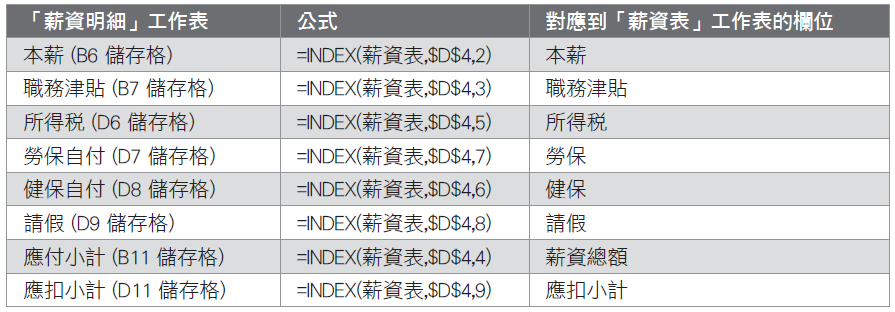 「薪資明細」工作表 公式 對應到「薪資表」工作表的欄位
本薪 (B6 儲存格) =INDEX(薪資表,$D$4,2) 本薪
職務津貼 (B7 儲存格) =INDEX(薪資表,$D$4,3) 職務津貼
所得稅 (D6 儲存格) =INDEX(薪資表,$D$4,5) 所得稅
勞保自付 (D7 儲存格) =INDEX(薪資表,$D$4,7) 勞保
健保自付 (D8 儲存格) =INDEX(薪資表,$D$4,6) 健保
請假 (D9 儲存格) =INDEX(薪資表,$D$4,8) 請假
應付小計 (B11 儲存格) =INDEX(薪資表,$D$4,4) 薪資總額
應扣小計 (D11 儲存格) =INDEX(薪資表,$D$4,9) 應扣小計